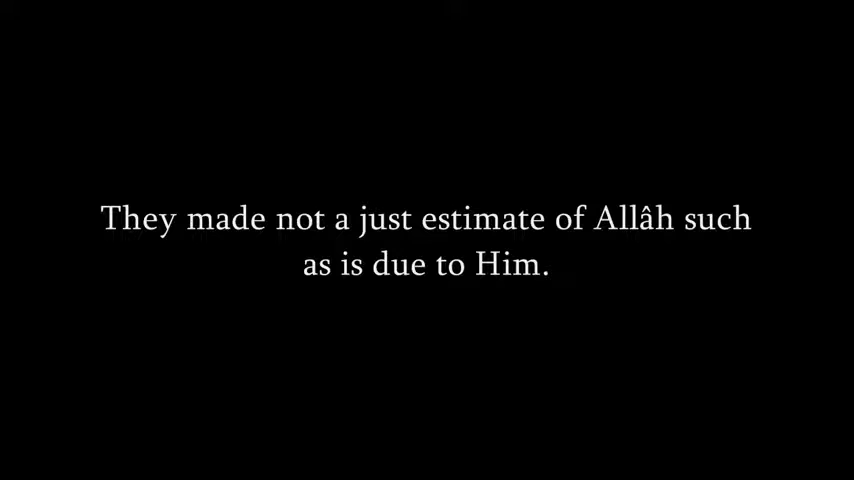 They made not a just estimate of Allâh such
as is due to Him.